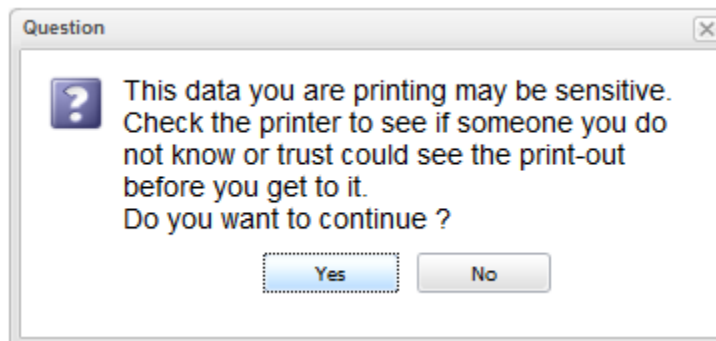 Question
This data you are printing may be sensitive.
Check the printer to see if someone you do
not know or trust could see the print-out
before you get to it.
Do you want to continue ?
Yes No